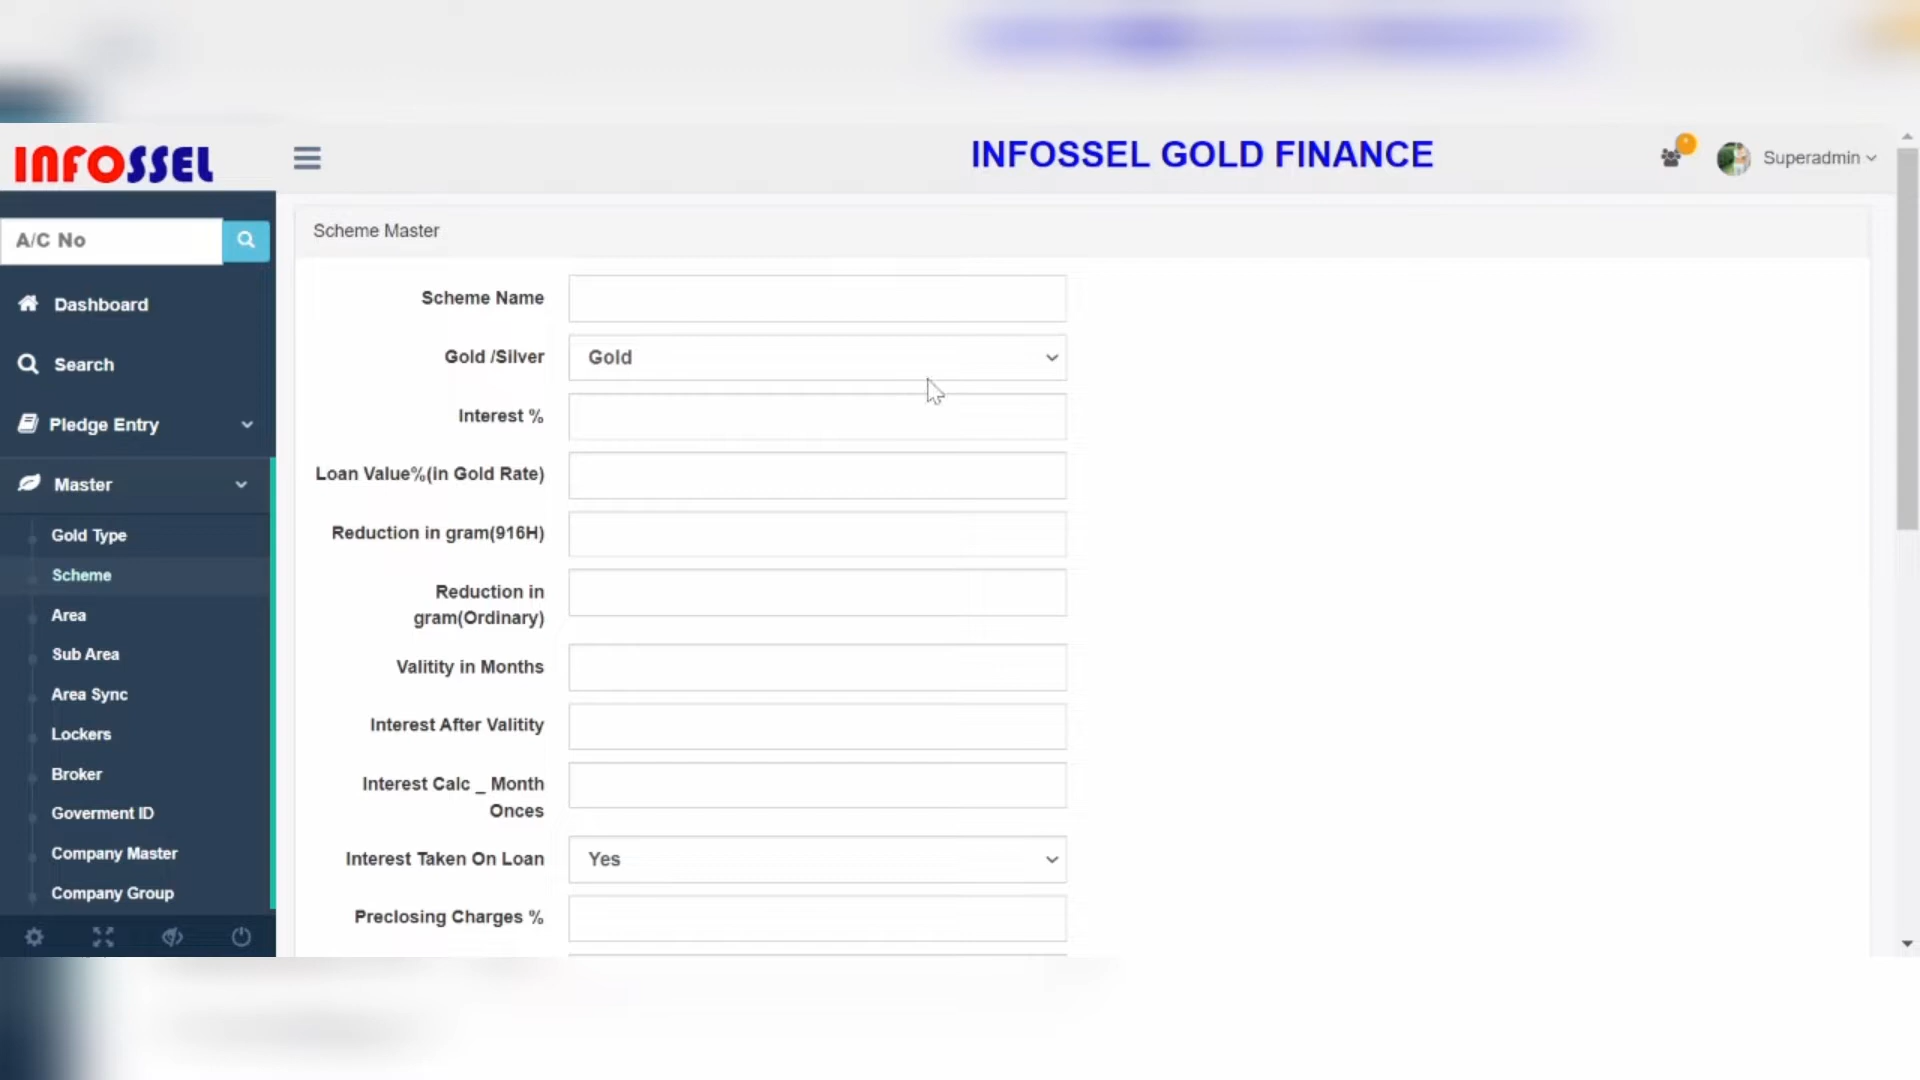 INFOSSEL
INFOSSEL GOLD FINANCE
Superadmin
A/C No
Dashboard
Search
Pledge Entry
Master
Gold Type
Scheme
Area
Sub Area
Area Sync
Lockers
Broker
Goverment ID
Company Master
Company Group
Scheme Master
Scheme Name
Gold /Silver
Gold
Interest %
Loan Value%(in Gold Rate)
Reduction in gram(916H)
Reduction in
gram(Ordinary)
Valitity in Months
Interest After Valitity
Interest Calc _ Month
Onces
Interest Taken On Loan
Yes
Preclosing Charges %